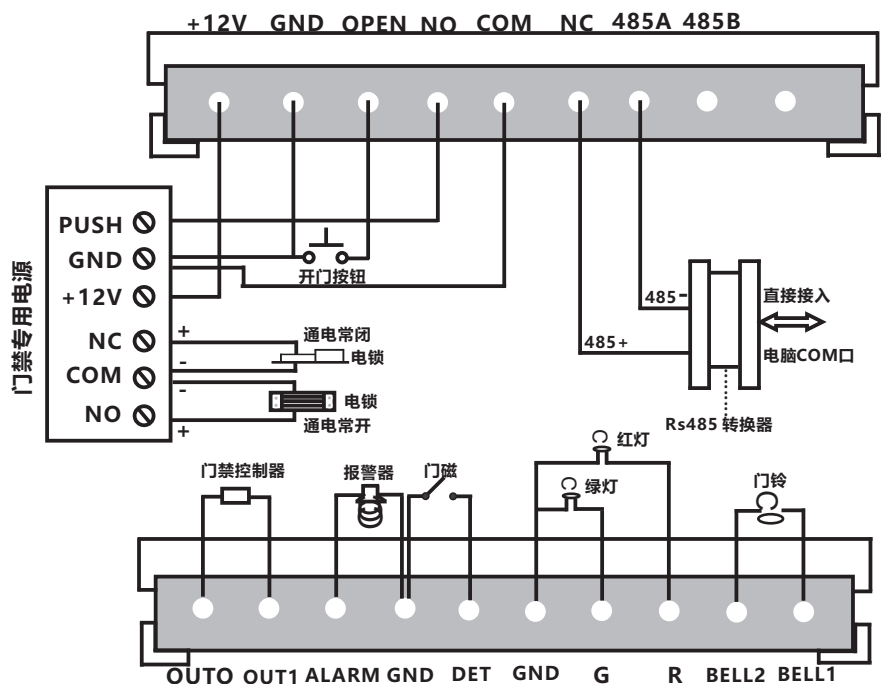 +12V GND OPEN NO COM NC 485A 485B
门禁专用电源
PUSH
GND
+12V
NC
COM
NO
开门按钮
+
通电常闭
电锁
-
-
电锁
通电常开
+
485-
485+
直接接入
电脑COM口
Rs485 转换器
门禁控制器
报警器
门磁
红灯
绿灯
门铃
OUTO OUT1 ALARM GND DET GND G R BELL2 BELL1